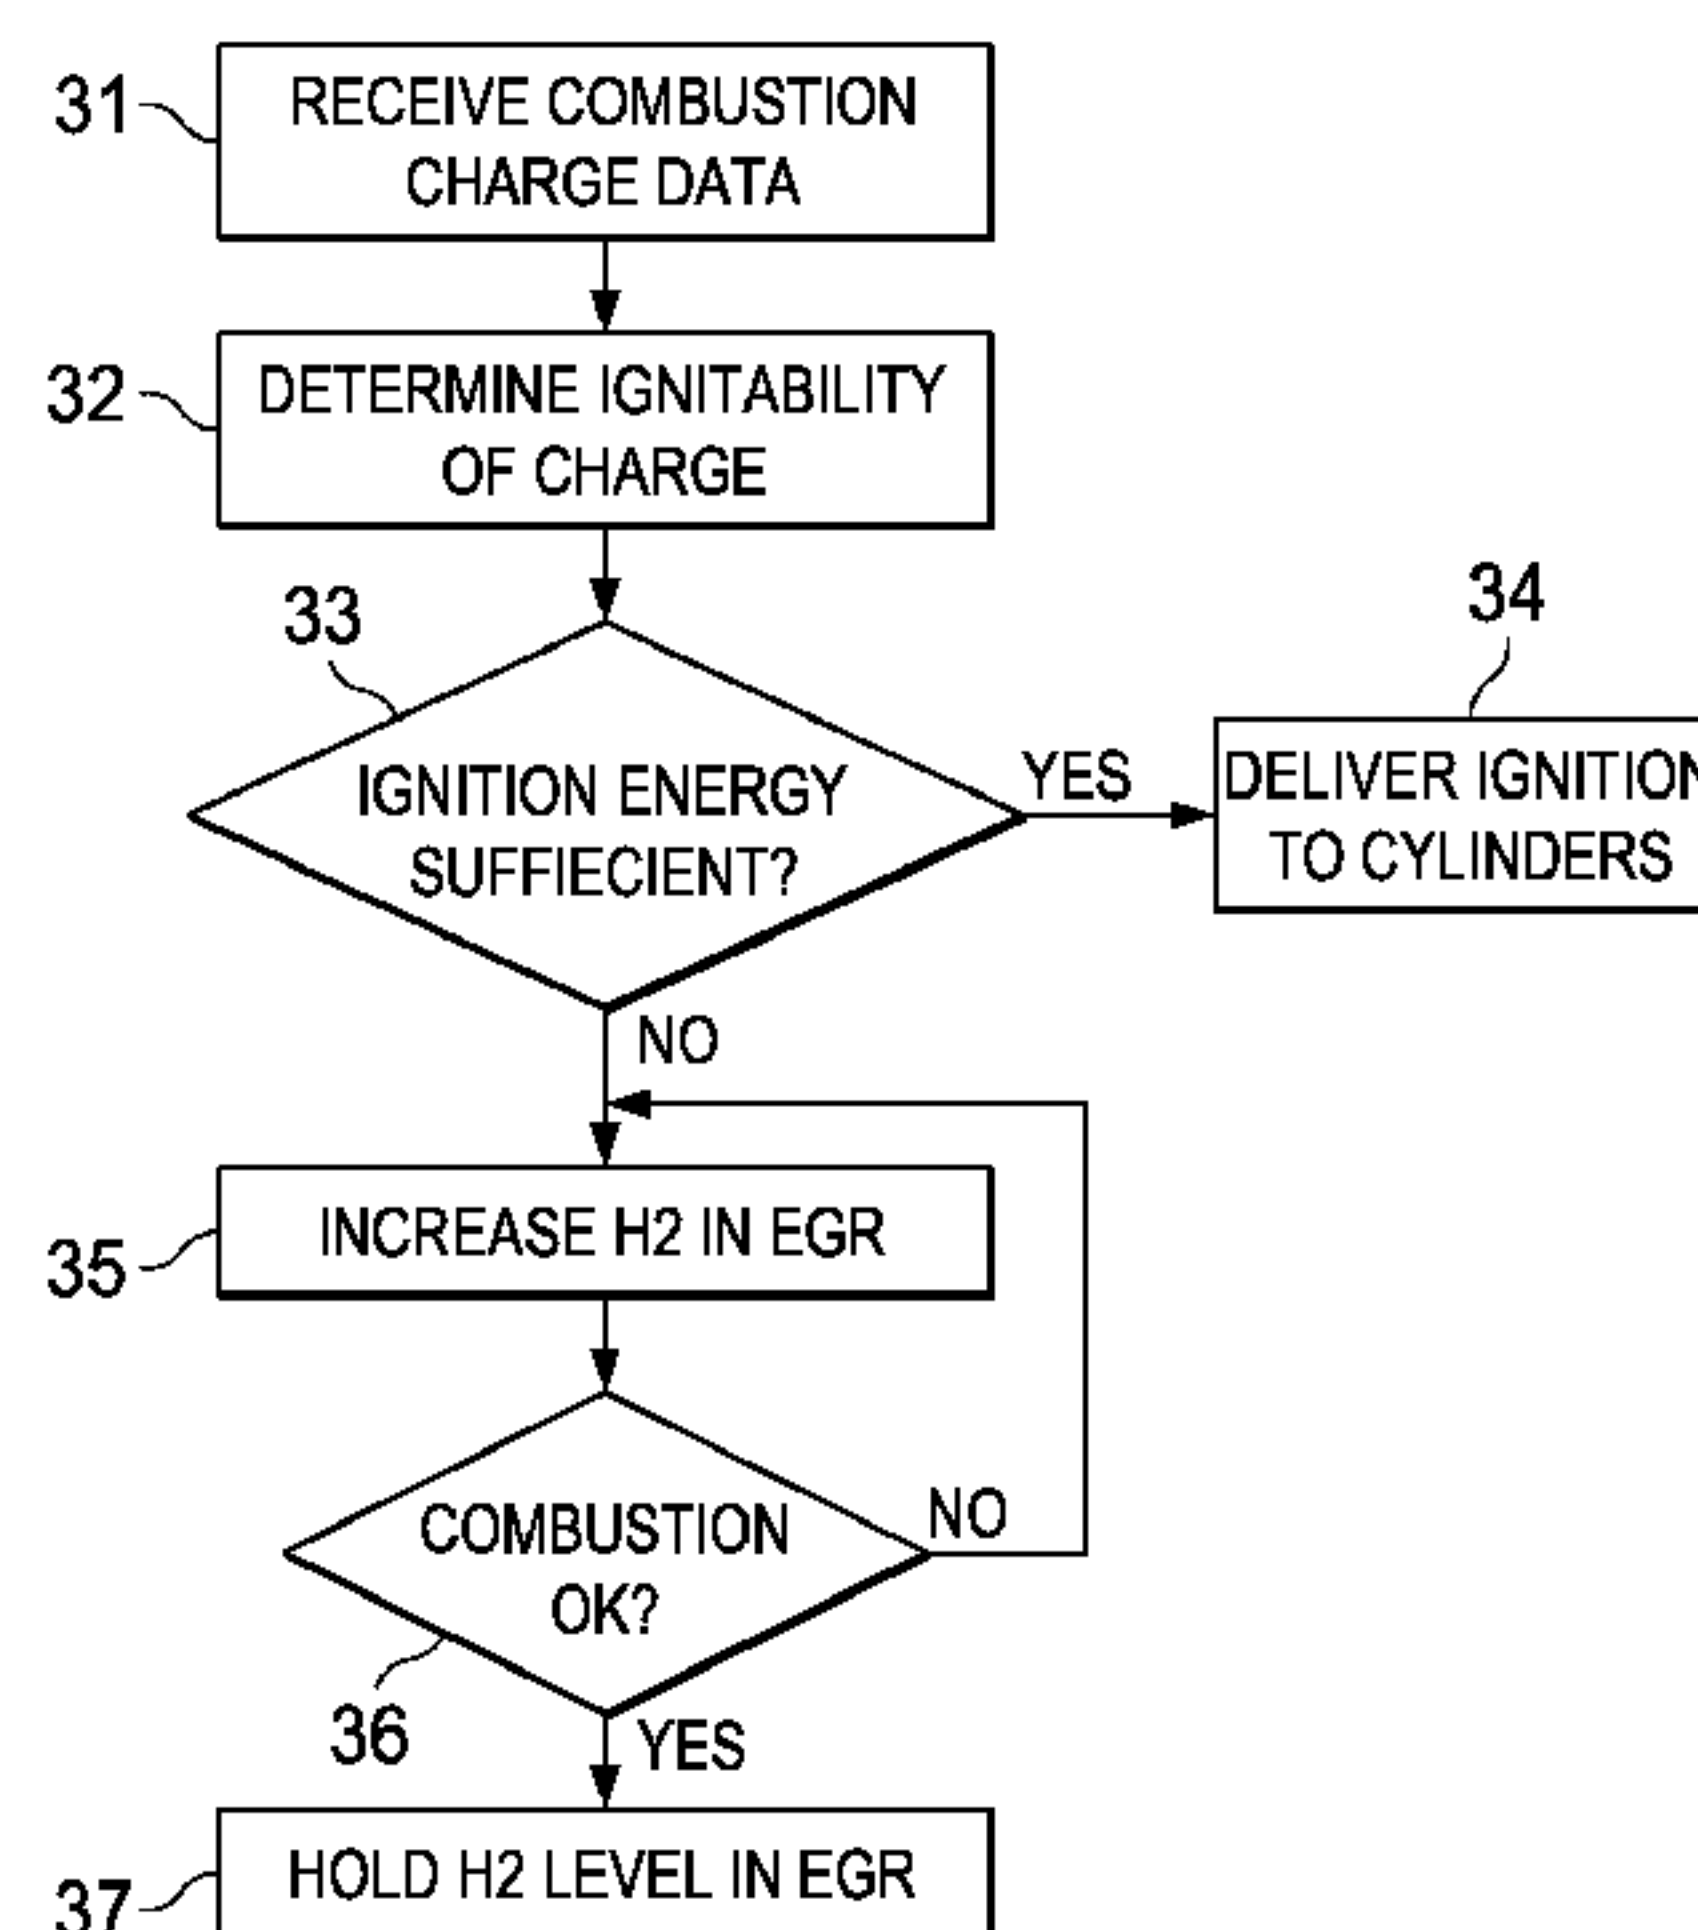 31
RECEIVE COMBUSTION
CHARGE DATA
32
DETERMINE IGNITABILITY
OF CHARGE
33
IGNITION ENERGY
SUFFIECIENT?
YES
34
DELIVER IGNITION
TO CYLINDERS
NO
35
INCREASE H2 IN EGR
COMBUSTION
OK?
NO
36
YES
37
HOLD H2 LEVEL IN EGR